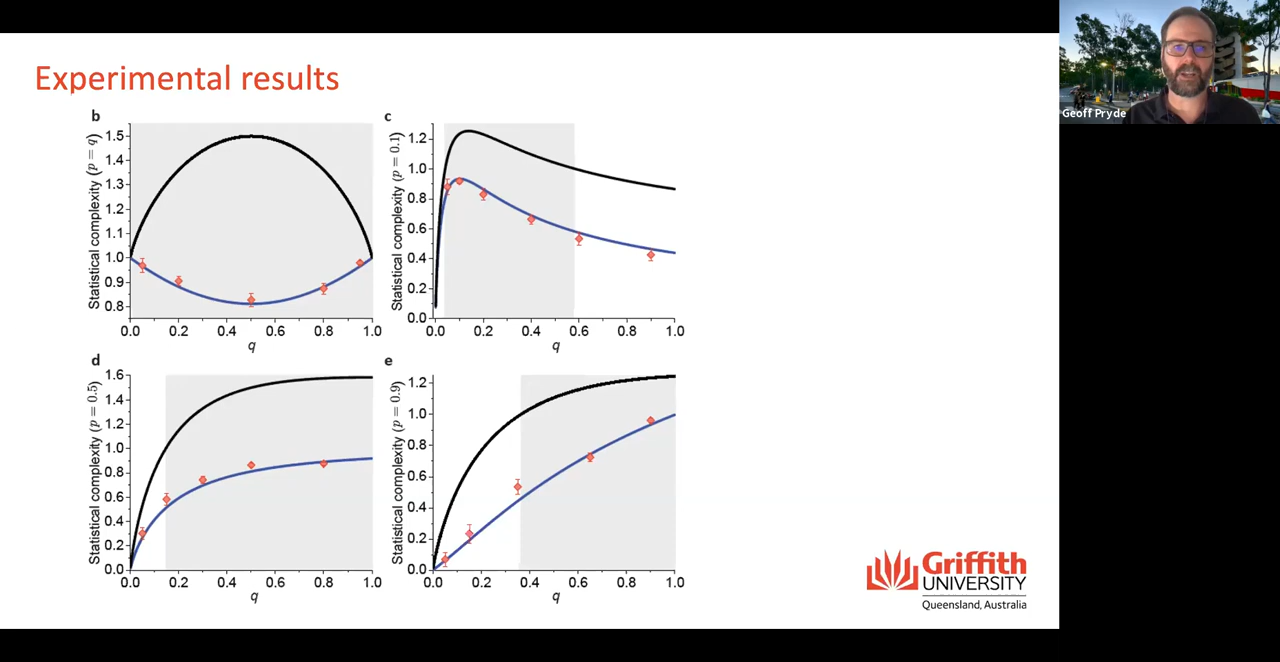 Experimental results
Geoff Pryde
b
Statistical complexity (p = q)
1.5
1.4
1.3
1.2
1.1
1.0
0.9
0.8
0.0 0.2 0.4 0.6 0.8 1.0
q
c
Statistical complexity (p = 0.1)
1.2
1.0
0.8
0.6
0.4
0.2
0.0
0.0 0.2 0.4 0.6 0.8 1.0
q
d
Statistical complexity (p = 0.5)
1.6
1.4
1.2
1.0
0.8
0.6
0.4
0.2
0.0
0.0 0.2 0.4 0.6 0.8 1.0
q
e
Statistical complexity (p = 0.9)
1.2
1.0
0.8
0.6
0.4
0.2
0.0
0.0 0.2 0.4 0.6 0.8 1.0
q
Griffith
UNIVERSITY
Queensland, Australia